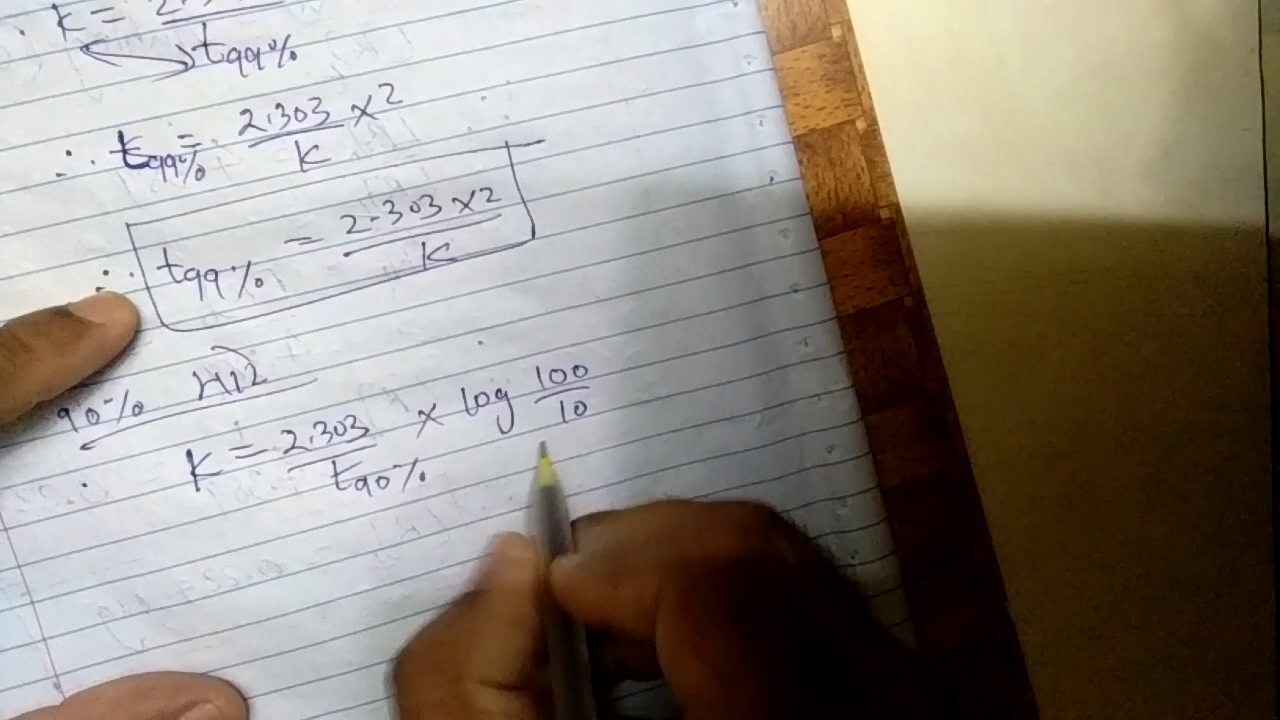 K =
t99%
∴ t99% = 2.303/K × 2
∴ t99% = 2.303 × 2/K
90%
K = 2.303/t90% × log 100/10